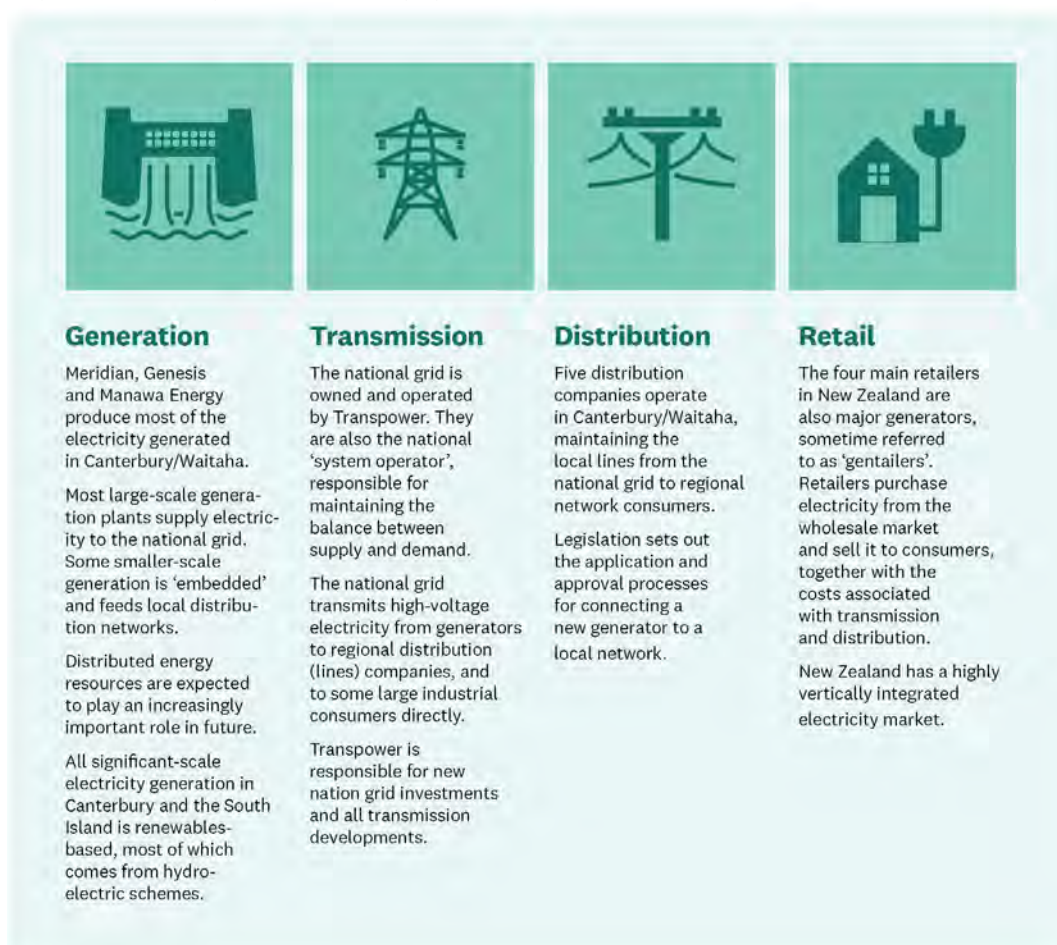 Generation
Meridian, Genesis
and Manawa Energy
produce most of the
electricity generated
in Canterbury/Waitaha.
Most large-scale genera-
tion plants supply electric-
ity to the national grid.
Some smaller-scale
generation is ‘embedded’
and feeds local distribu-
tion networks.
Distributed energy
resources are expected
to play an increasingly
important role in future.
All significant-scale
electricity generation in
Canterbury and the South
Island is renewables-
based, most of which
comes from hydro-
electric schemes.
Transmission
The national grid is
owned and operated
by Transpower. They
are also the national
‘system operator’,
responsible for
maintaining the
balance between
supply and demand.
The national grid
transmits high-voltage
electricity from generators
to regional distribution
(lines) companies, and
to some large industrial
consumers directly.
Transpower is
responsible for new
nation grid investments
and all transmission
developments.
Distribution
Five distribution
companies operate
in Canterbury/Waitaha,
maintaining the
local lines from the
national grid to regional
network consumers.
Legislation sets out
the application and
approval processes
for connecting a
new generator to a
local network.
Retail
The four main retailers
in New Zealand are
also major generators,
sometime referred
to as ‘gentailers’.
Retailers purchase
electricity from the
wholesale market
and sell it to consumers,
together with the
costs associated
with transmission
and distribution.
New Zealand has a highly
vertically integrated
electricity market.